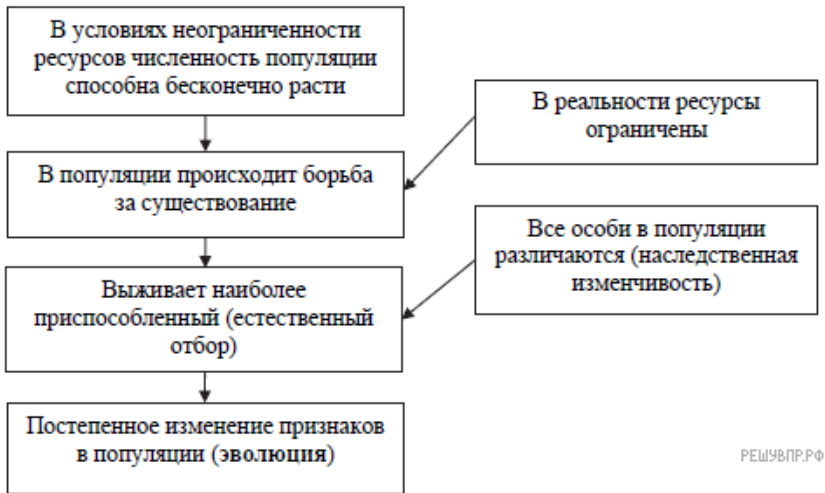 В условиях неограниченности
ресурсов численность популяции
способна бесконечно расти
В реальности ресурсы
ограничены
В популяции происходит борьба
за существование
Все особи в популяции
различаются (наследственная
изменчивость)
Выживает наиболее
приспособленный (естественный
отбор)
Постепенное изменение признаков
в популяции (эволюция)
РЕШУВПР.РФ